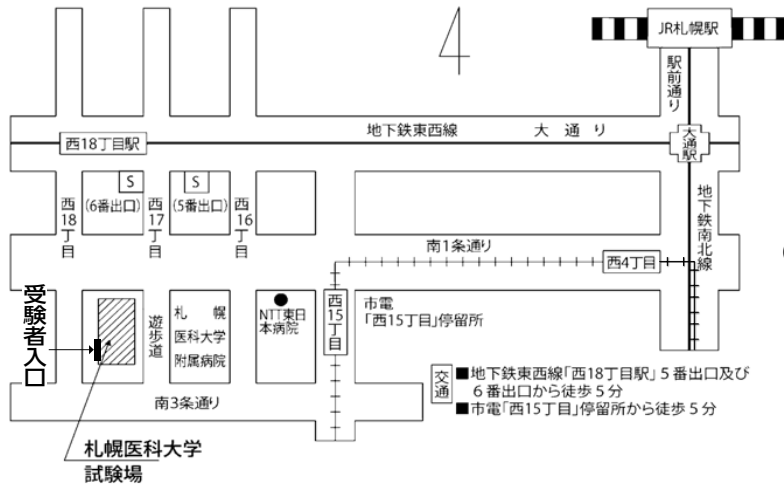 4
JR札幌駅
駅前通り
地下鉄東西線
大通り
西18丁目駅
大通駅
S
(6番出口)
S
(5番出口)
西18丁目
西17丁目
西16丁目
地下鉄南北線
南1条通り
西4丁目
受験者入口
遊歩道
札幌
医科大学
附属病院
NTT東日
本病院
西15丁目
市電
「西15丁目」停留所
交通
■地下鉄東西線「西18丁目駅」5番出口及び
6番出口から徒歩5分
■市電「西15丁目」停留所から徒歩5分
南3条通り
札幌医科大学
試験場